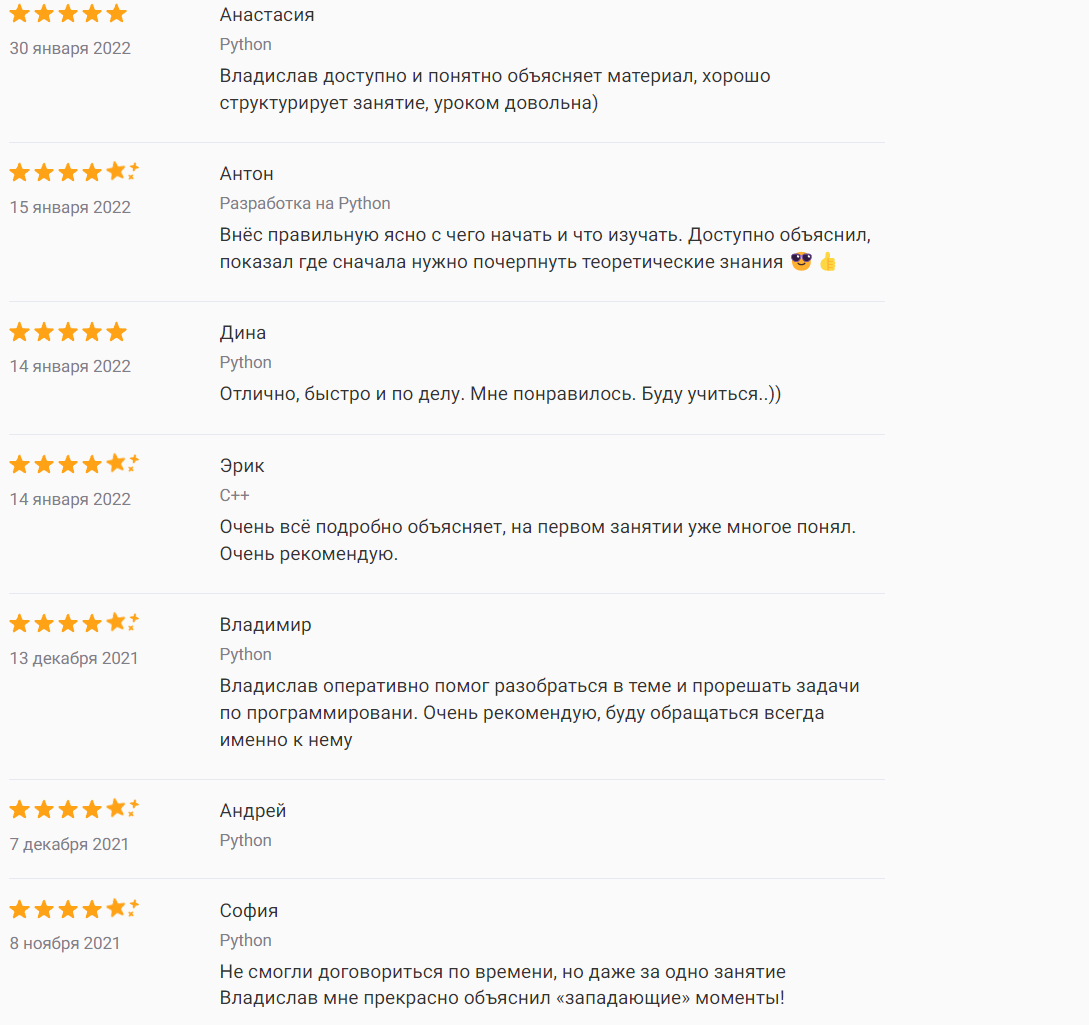 Анастасия
30 января 2022
Python
Владислав доступно и понятно объясняет материал, хорошо
структурирует занятие, уроком довольна)
Антон
15 января 2022
Разработка на Python
Внёс правильную ясно с чего начать и что изучать. Доступно объяснил,
показал где сначала нужно почерпнуть теоретические знания 😎 👍
Дина
14 января 2022
Python
Отлично, быстро и по делу. Мне понравилось. Буду учиться..))
Эрик
14 января 2022
C++
Очень всё подробно объясняет, на первом занятии уже многое понял.
Очень рекомендую.
Владимир
13 декабря 2021
Python
Владислав оперативно помог разобраться в теме и прорешать задачи
по программировани. Очень рекомендую, буду обращаться всегда
именно к нему
Андрей
7 декабря 2021
Python
София
8 ноября 2021
Python
Не смогли договориться по времени, но даже за одно занятие
Владислав мне прекрасно объяснил «западающие» моменты!